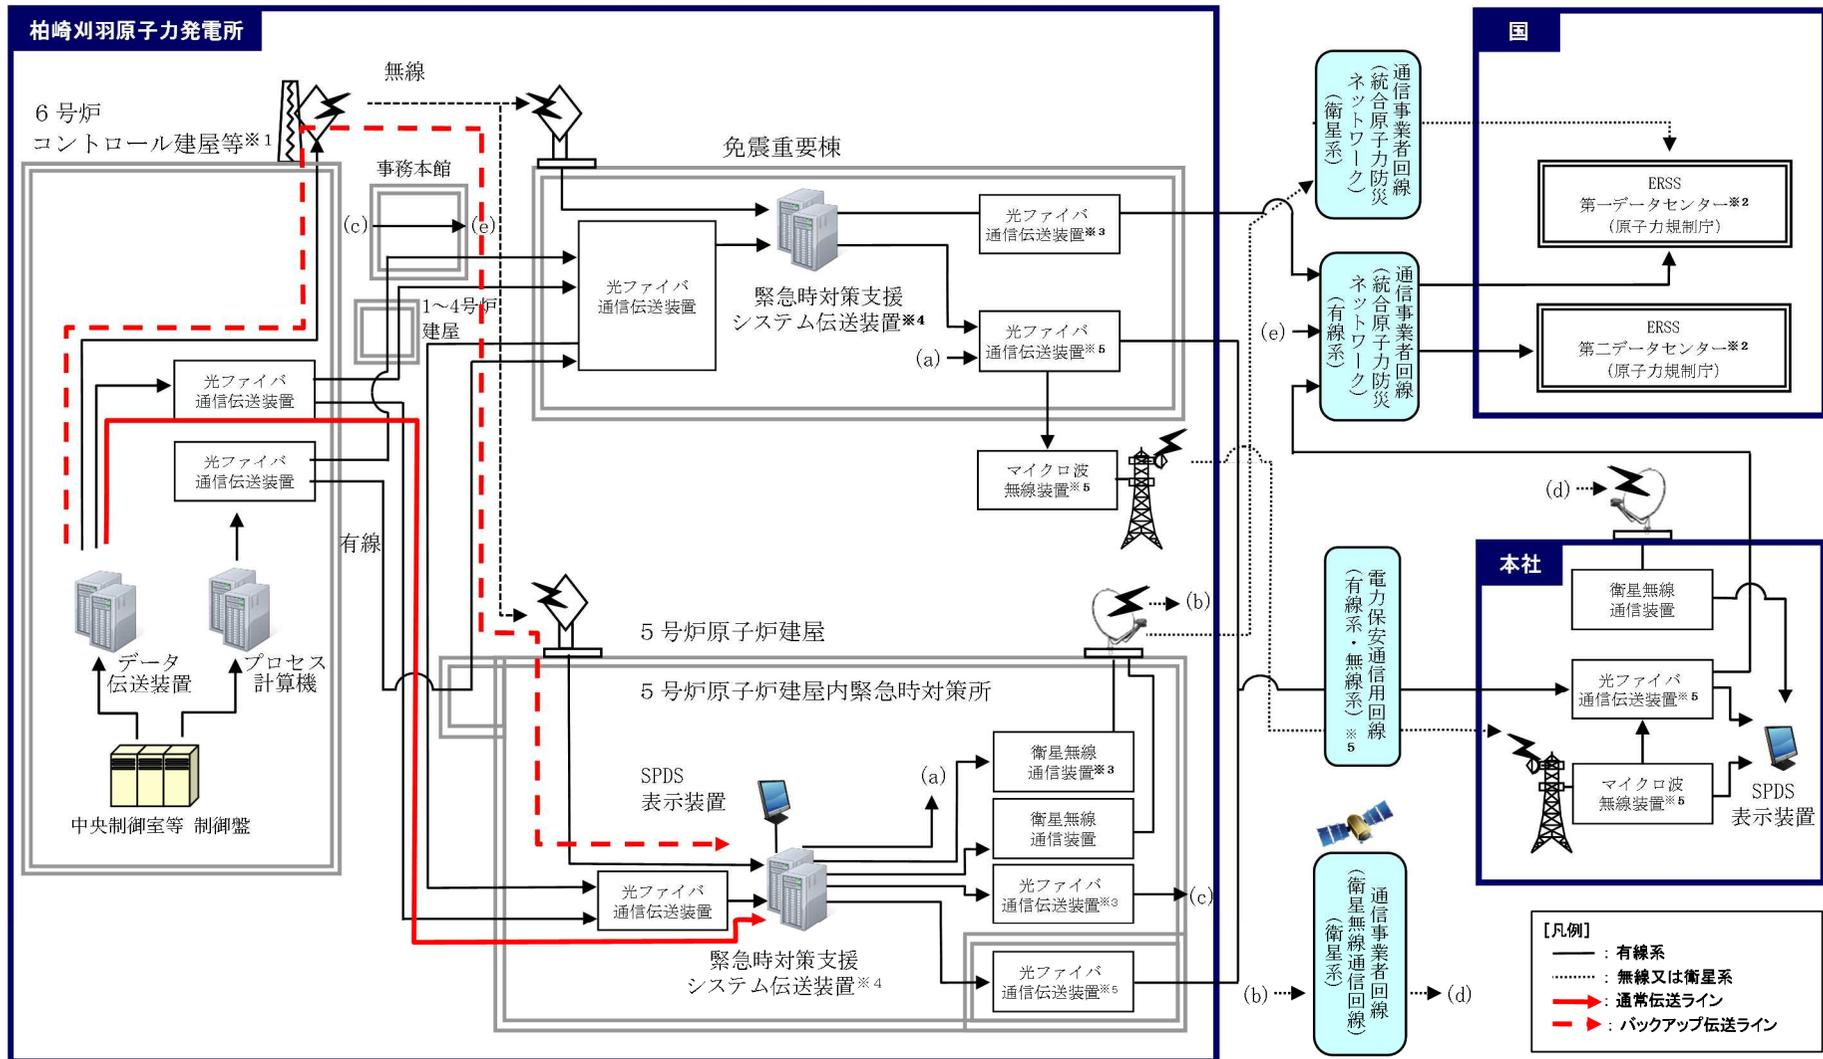 柏崎刈羽原子力発電所
6号炉
コントロール建屋等※1
無線
事務本館
(c)
(e)
1~4号炉
建屋
光ファイバ
通信伝送装置
光ファイバ
通信伝送装置
有線
データ
伝送装置
プロセス
計算機
中央制御室等 制御盤
免震重要棟
光ファイバ
通信伝送装置
緊急時対策支援
システム伝送装置※4
光ファイバ
通信伝送装置※3
(a)
光ファイバ
通信伝送装置※5
マイクロ波
無線装置※5
5号炉原子炉建屋
(b)
5号炉原子炉建屋内緊急時対策所
SPDS
表示装置
(a)
衛星無線
通信装置※3
衛星無線
通信装置
光ファイバ
通信伝送装置
光ファイバ
通信伝送装置※3
(c)
緊急時対策支援
システム伝送装置※4
光ファイバ
通信伝送装置※5
通信事業者回線
(統合原子力防災
ネットワーク)
(衛星系)
(e)
通信事業者回線
(統合原子力防災
ネットワーク)
(有線系)
電力保安通信用回線
(有線系・無線系)※5
(b)
通信事業者回線
(衛星無線通信回線)
(衛星系)
(d)
国
ERSS
第一データセンター※2
(原子力規制庁)
ERSS
第二データセンター※2
(原子力規制庁)
(d)
本社
衛星無線
通信装置
光ファイバ
通信伝送装置※5
マイクロ波
無線装置※5
SPDS
表示装置
[凡例]
:有線系
:無線又は衛星系
:通常伝送ライン
:バックアップ伝送ライン